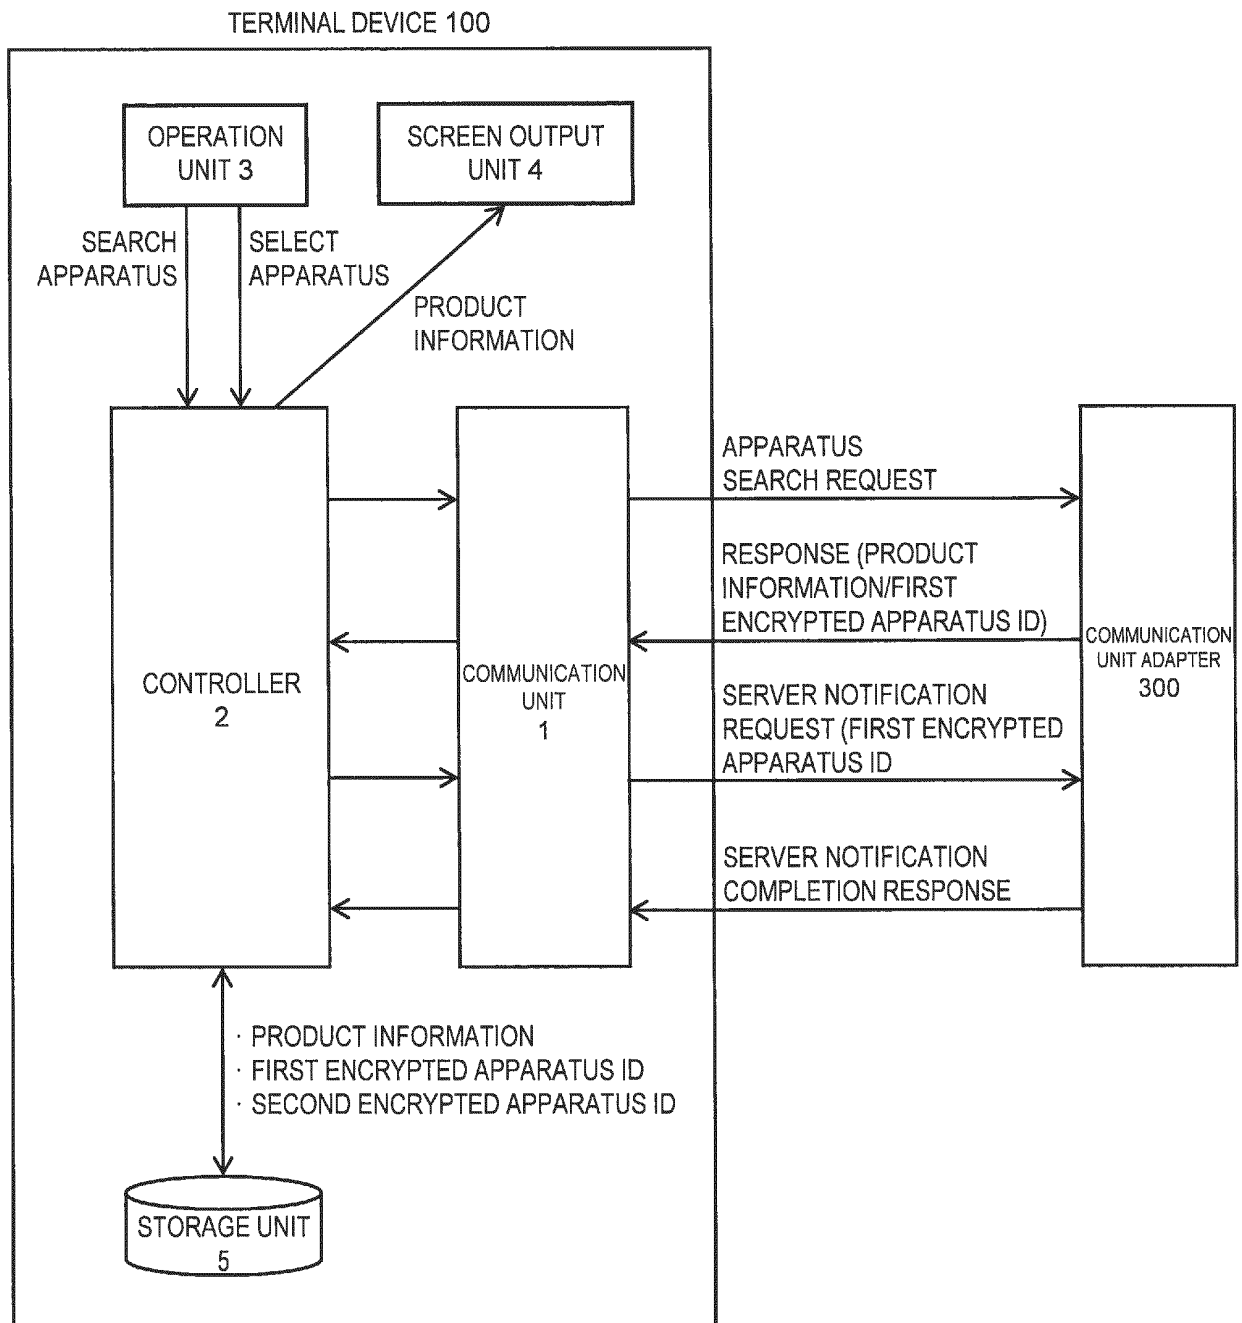 TERMINAL DEVICE 100
OPERATION
UNIT 3
SCREEN OUTPUT
UNIT 4
SEARCH
APPARATUS
SELECT
APPARATUS
PRODUCT
INFORMATION
CONTROLLER
2
COMMUNICATION
UNIT
1
APPARATUS
SEARCH REQUEST
RESPONSE (PRODUCT
INFORMATION/FIRST
ENCRYPTED APPARATUS ID)
SERVER NOTIFICATION
REQUEST (FIRST ENCRYPTED
APPARATUS ID
SERVER NOTIFICATION
COMPLETION RESPONSE
COMMUNICATION
UNIT ADAPTER
300
· PRODUCT INFORMATION
· FIRST ENCRYPTED APPARATUS ID
· SECOND ENCRYPTED APPARATUS ID
STORAGE UNIT
5